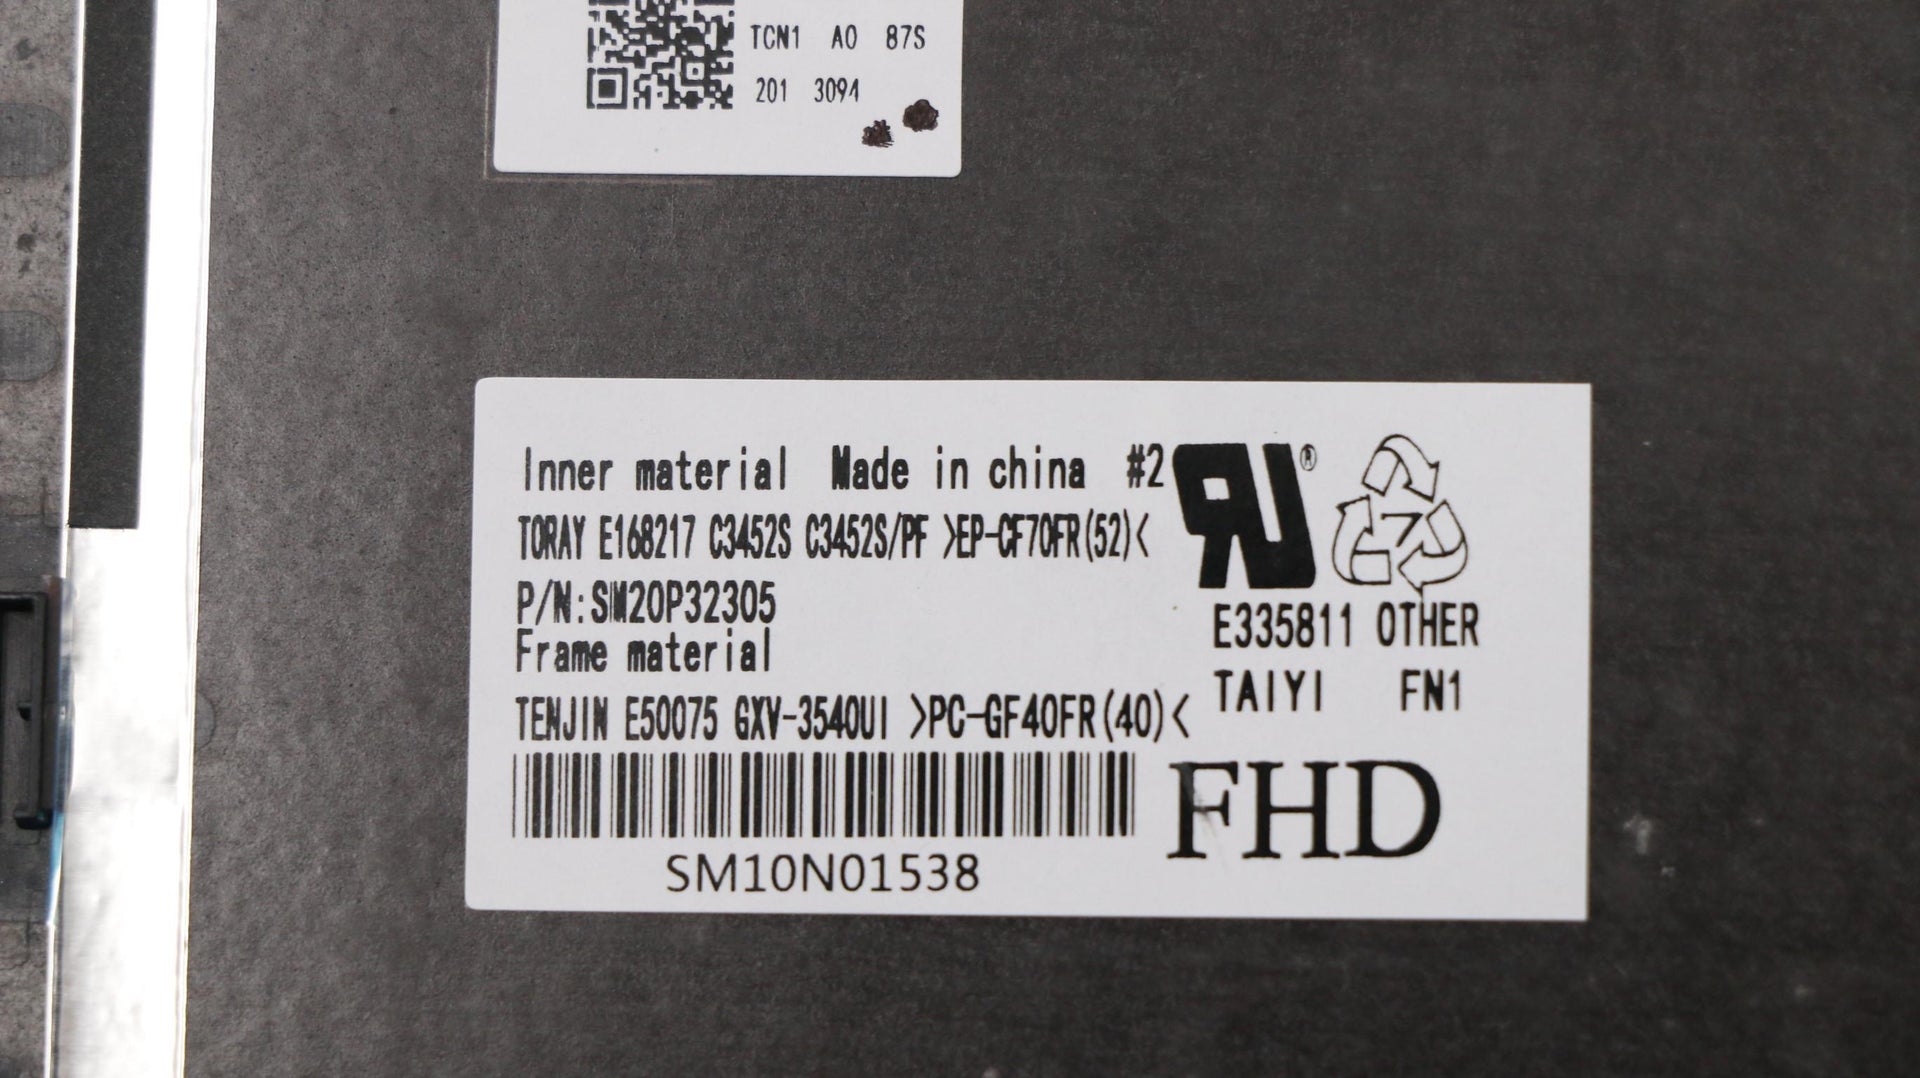 TCN1 A0 87S
201 3094
Inner material Made in china #2
TORAY E168217 C3452S C3452S/PF >EP-CF70FR(52)<
P/N:SM20P32305
Frame material
TENJIN E50075 GXV-3540UI >PC-GF40FR(40)<
SM10N01538
®
7
E335811 OTHER
TAIYI FN1
FHD